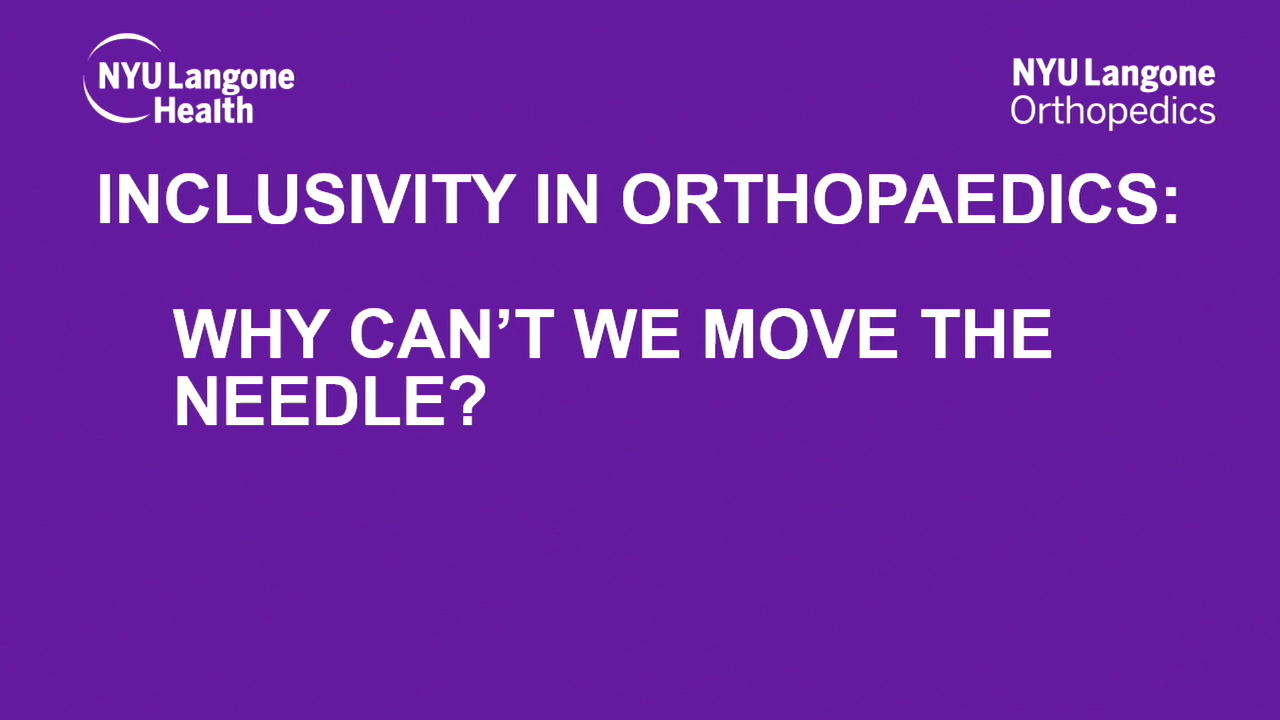 NYU Langone
Health
NYU Langone
Orthopedics
INCLUSIVITY IN ORTHOPAEDICS:
WHY CAN’T WE MOVE THE
NEEDLE?